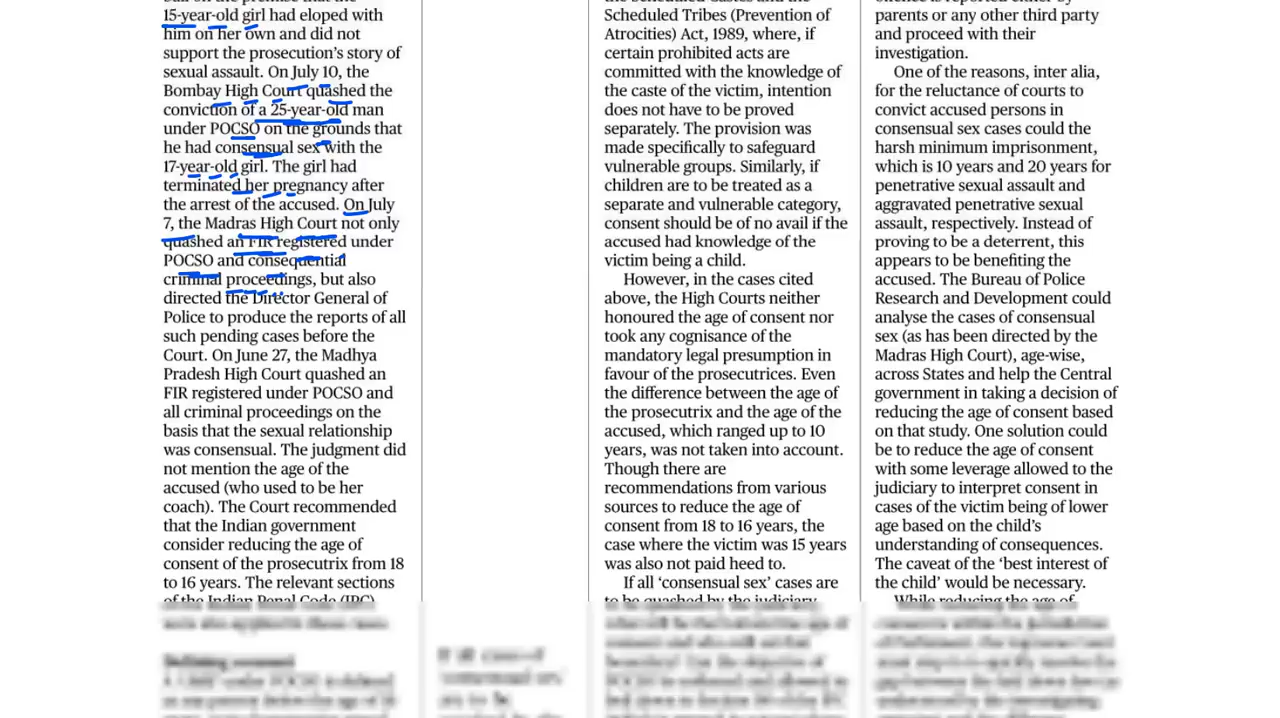 15-year-old girl had eloped with
him on her own and did not
support the prosecution's story of
sexual assault. On July 10, the
Bombay High Court quashed the
conviction of a 25-year-old man
under POCSO on the grounds that
he had consensual sex with the
17-year-old girl. The girl had
terminated her pregnancy after
the arrest of the accused. On July
7, the Madras High Court not only
quashed an FIR registered under
POCSO and consequential
criminal proceedings, but also
directed the Director General of
Police to produce the reports of all
such pending cases before the
Court. On June 27, the Madhya
Pradesh High Court quashed an
FIR registered under POCSO and
all criminal proceedings on the
basis that the sexual relationship
was consensual. The judgment did
not mention the age of the
accused (who used to be her
coach). The Court recommended
that the Indian government
consider reducing the age of
consent of the prosecutrix from 18
to 16 years. The relevant sections
of the Indian Penal Code (IPC)
Scheduled Tribes (Prevention of
Atrocities) Act, 1989, where, if
certain prohibited acts are
committed with the knowledge of
the caste of the victim, intention
does not have to be proved
separately. The provision was
made specifically to safeguard
vulnerable groups. Similarly, if
children are to be treated as a
separate and vulnerable category,
consent should be of no avail if the
accused had knowledge of the
victim being a child.
However, in the cases cited
above, the High Courts neither
honoured the age of consent nor
took any cognisance of the
mandatory legal presumption in
favour of the prosecutrices. Even
the difference between the age of
the prosecutrix and the age of the
accused, which ranged up to 10
years, was not taken into account.
Though there are
recommendations from various
sources to reduce the age of
consent from 18 to 16 years, the
case where the victim was 15 years
was also not paid heed to.
If all 'consensual sex' cases are
to be quashed by the judiciary,
parents or any other third party
and proceed with their
investigation.
One of the reasons, inter alia,
for the reluctance of courts to
convict accused persons in
consensual sex cases could the
harsh minimum imprisonment,
which is 10 years and 20 years for
penetrative sexual assault and
aggravated penetrative sexual
assault, respectively. Instead of
proving to be a deterrent, this
appears to be benefiting the
accused. The Bureau of Police
Research and Development could
analyse the cases of consensual
sex (as has been directed by the
Madras High Court), age-wise,
across States and help the Central
government in taking a decision of
reducing the age of consent based
on that study. One solution could
be to reduce the age of consent
with some leverage allowed to the
judiciary to interpret consent in
cases of the victim being of lower
age based on the child's
understanding of consequences.
The caveat of the 'best interest of
the child' would be necessary.
While reducing the age of